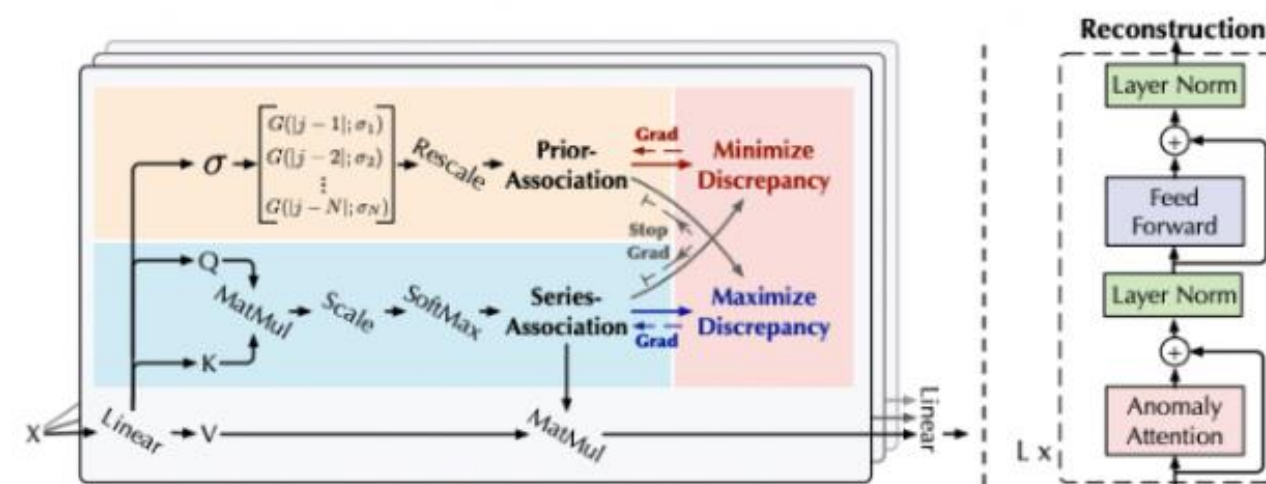 Reconstruction
Layer Norm
Feed
Forward
Layer Norm
Anomaly
Attention
L x
σ
G(|j − 1|; σ₁)
G(|j − 2|; σ₂)
⋮
G(|j − N|; σ_N)
Rescale
Prior-
Association
Grad
Minimize
Discrepancy
Stop
Grad
Q
MatMul
K
Scale
SoftMax
Series-
Association
Grad
Maximize
Discrepancy
X
Linear
V
MatMul
Linear